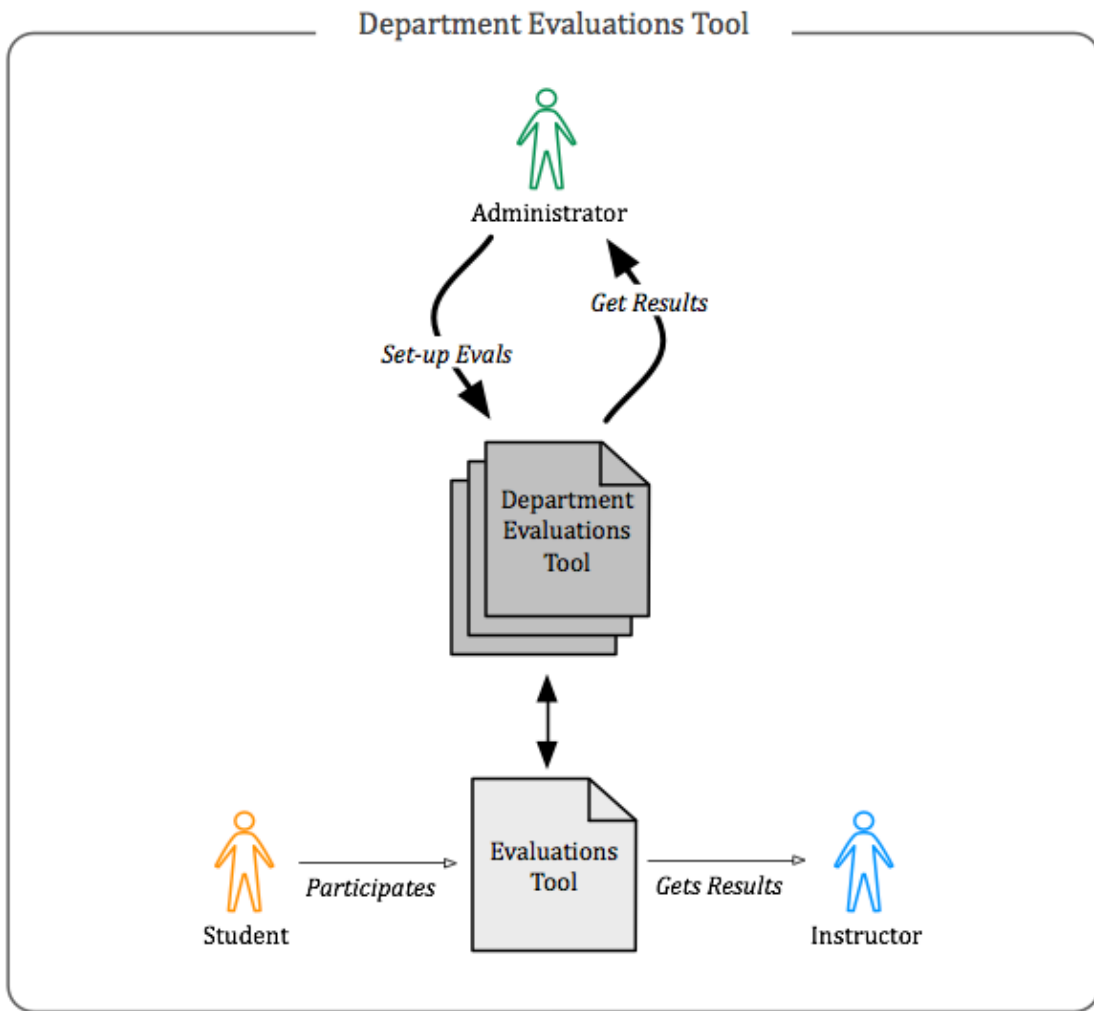 Department Evaluations Tool
Administrator
Get Results
Set-up Evals
Department
Evaluations
Tool
Evaluations
Tool
Participates
Gets Results
Student
Instructor